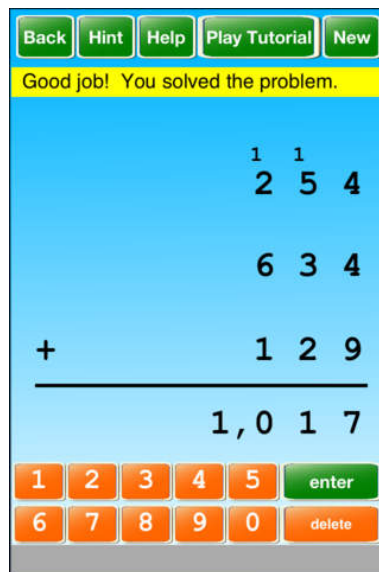 Back Hint Help Play Tutorial New
Good job! You solved the problem.
1 1
2 5 4
6 3 4
+ 1 2 9
1,0 1 7
1 2 3 4 5 enter
6 7 8 9 0 delete